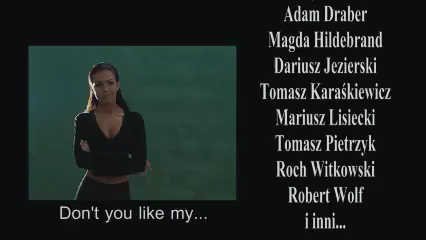 Adam Draber
Magda Hildebrand
Dariusz Jezierski
Tomasz Karaśkiewicz
Mariusz Lisiecki
Tomasz Pietrzyk
Roch Witkowski
Robert Wolf
i inni...
Don't you like my...